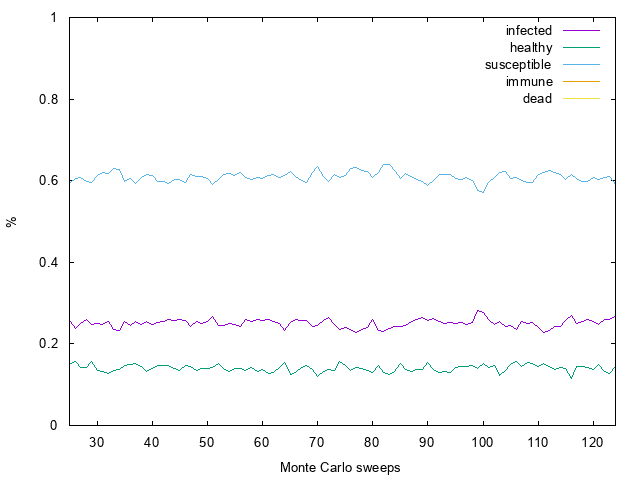 1
infected
healthy
susceptible
0.8
immune
dead
0.6
%
0.4
0.2
0
30 40 50 60 70 80 90 100 110 120
Monte Carlo sweeps